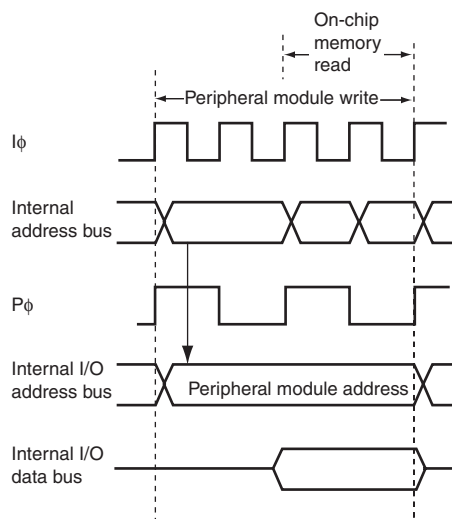 On-chip
memory
read
Peripheral module write
Iϕ
Internal
address bus
Pϕ
Internal I/O
address bus
Peripheral module address
Internal I/O
data bus